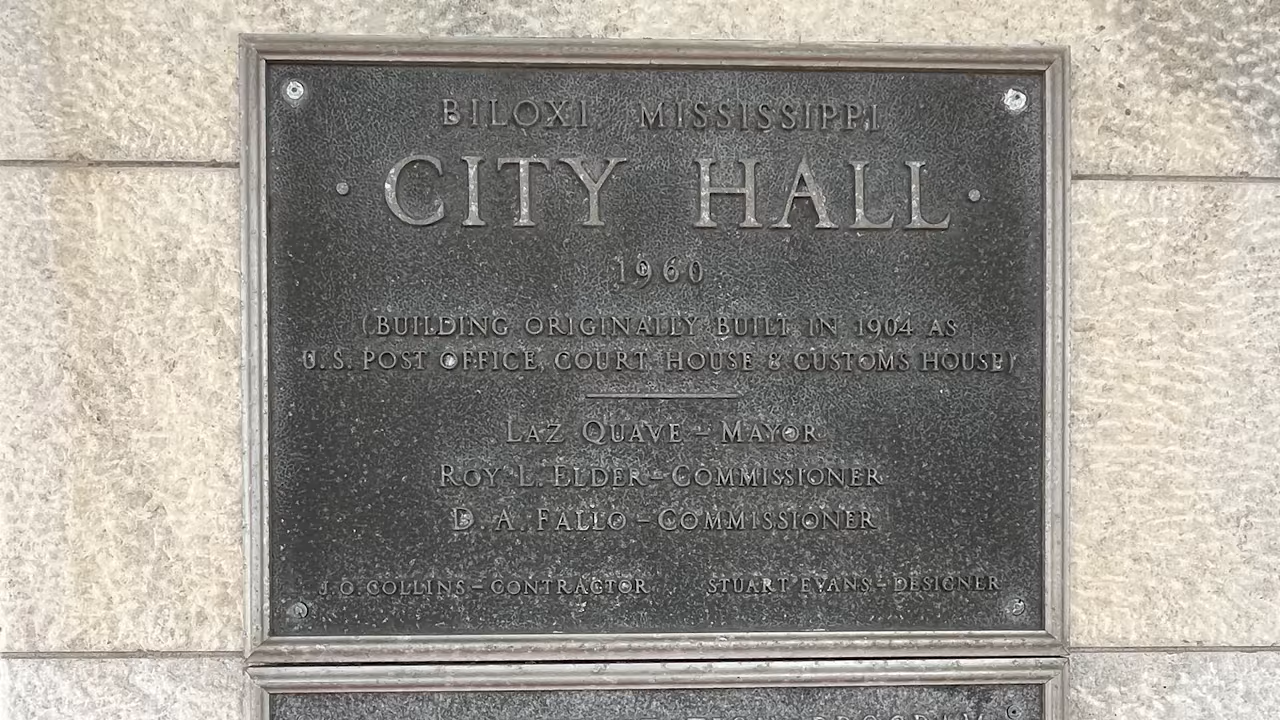 BILOXI MISSISSIPPI
· CITY HALL ·
1960
(BUILDING ORIGINALLY BUILT IN 1904 AS
U.S. POST OFFICE, COURT HOUSE & CUSTOMS HOUSE)
LAZ QUAVE – MAYOR
ROY L. ELDER – COMMISSIONER
D. A. FALLO – COMMISSIONER
J. O. COLLINS – CONTRACTOR STUART EVANS – DESIGNER
PROGRAM